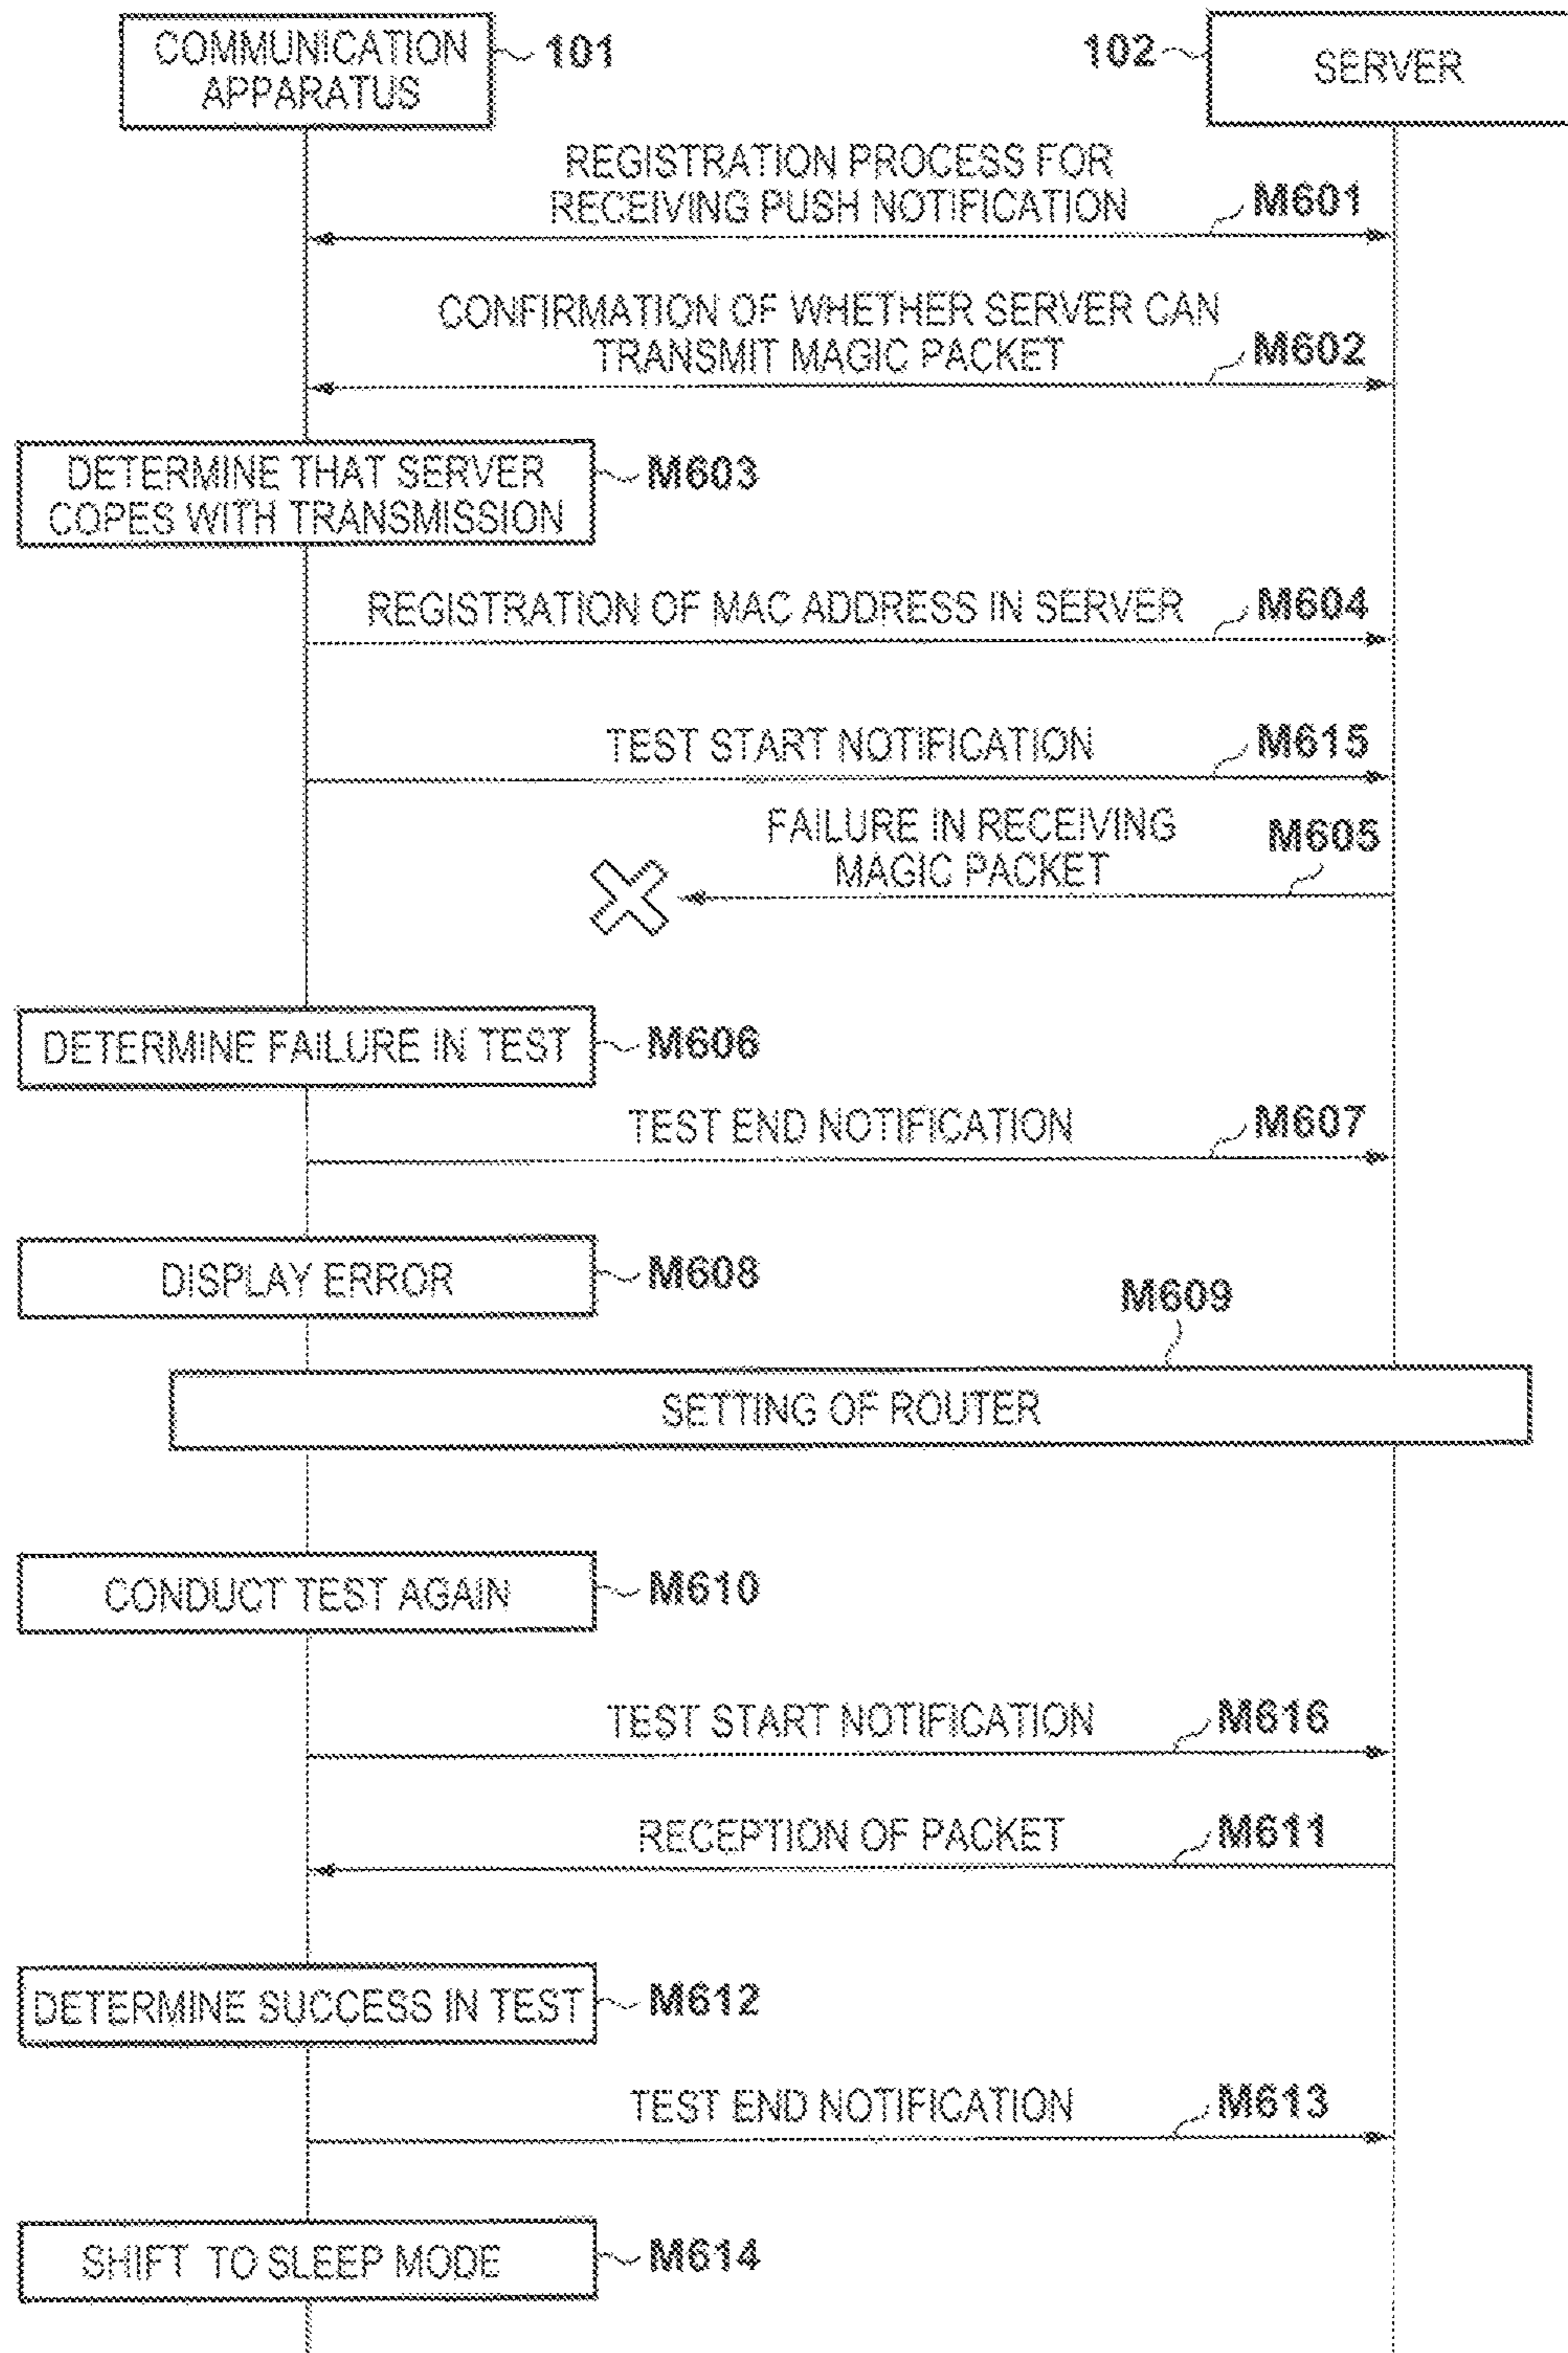 COMMUNICATION
APPARATUS
101
102
SERVER
REGISTRATION PROCESS FOR
RECEIVING PUSH NOTIFICATION
M601
CONFIRMATION OF WHETHER SERVER CAN
TRANSMIT MAGIC PACKET
M602
DETERMINE THAT SERVER
COPES WITH TRANSMISSION
M603
REGISTRATION OF MAC ADDRESS IN SERVER
M604
TEST START NOTIFICATION
M615
FAILURE IN RECEIVING
MAGIC PACKET
M605
DETERMINE FAILURE IN TEST
M606
TEST END NOTIFICATION
M607
DISPLAY ERROR
M608
M609
SETTING OF ROUTER
CONDUCT TEST AGAIN
M610
TEST START NOTIFICATION
M616
RECEPTION OF PACKET
M611
DETERMINE SUCCESS IN TEST
M612
TEST END NOTIFICATION
M613
SHIFT TO SLEEP MODE
M614